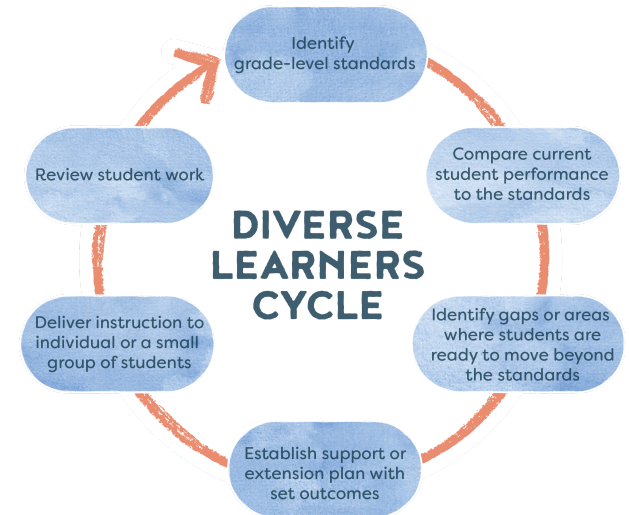 Identify
grade-level standards
Compare current
student performance
to the standards
Identify gaps or areas
where students are
ready to move beyond
the standards
Establish support or
extension plan with
set outcomes
Deliver instruction to
individual or a small
group of students
Review student work
DIVERSE
LEARNERS
CYCLE